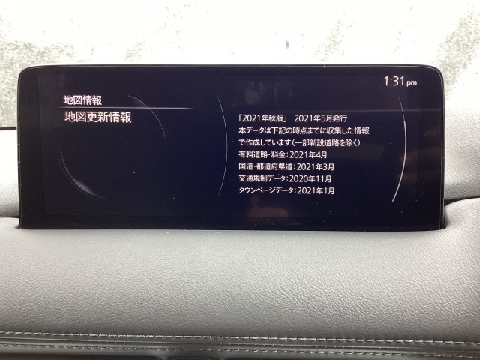 1:31 pm
地図情報
地図更新情報
「2021年秋版」 2021年5月発行
本データは下記の時点までに収集した情報
で作成しています(一部新設道路を除く)
有料道路・料金:2021年4月
国道・都道府県道:2021年3月
交通規制データ:2020年11月
タウンページデータ:2021年1月